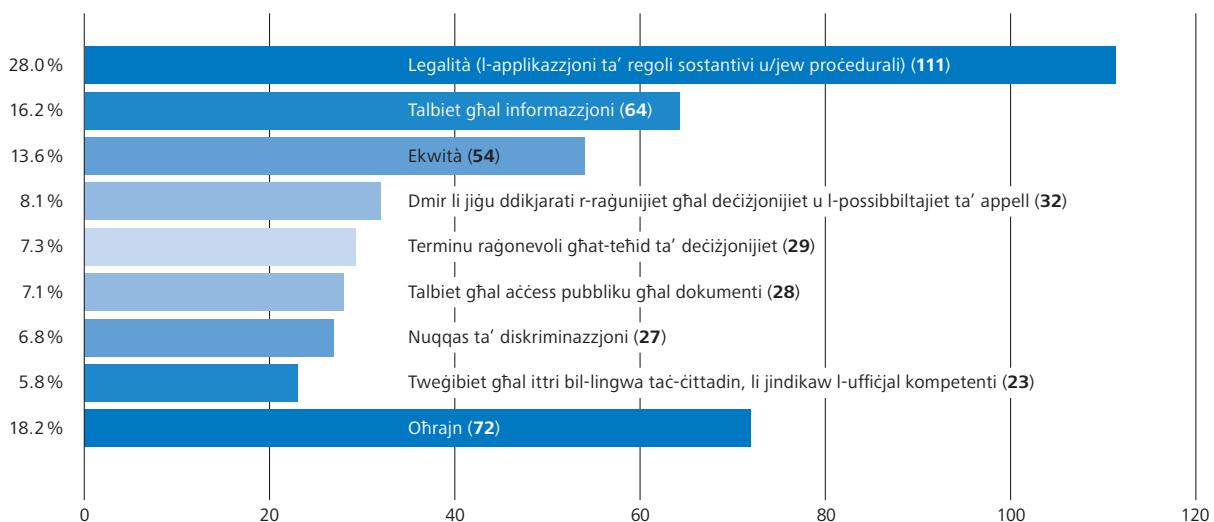 28.0 % Legalità (l-applikazzjoni ta’ regoli sostantivi u/jew proċedurali) (111)
16.2 % Talbiet għal informazzjoni (64)
13.6 % Ekwità (54)
8.1 % Dmir li jiġu ddikjarati r-raġunijiet għal deċiżjonijiet u l-possibbiltajiet ta’ appell (32)
7.3 % Terminu raġonevoli għat-teħid ta’ deċiżjonijiet (29)
7.1 % Talbiet għal aċċess pubbliku għal dokumenti (28)
6.8 % Nuqqas ta’ diskriminazzjoni (27)
5.8 % Tweġibiet għal ittri bil-lingwa taċ-ċittadin, li jindikaw l-uffiċjal kompetenti (23)
18.2 % Oħrajn (72)
0 20 40 60 80 100 120